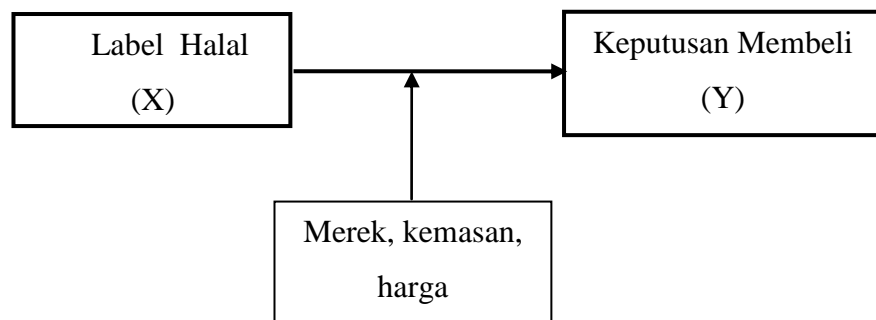 Label Halal
(X)
Keputusan Membeli
(Y)
Merek, kemasan,
harga